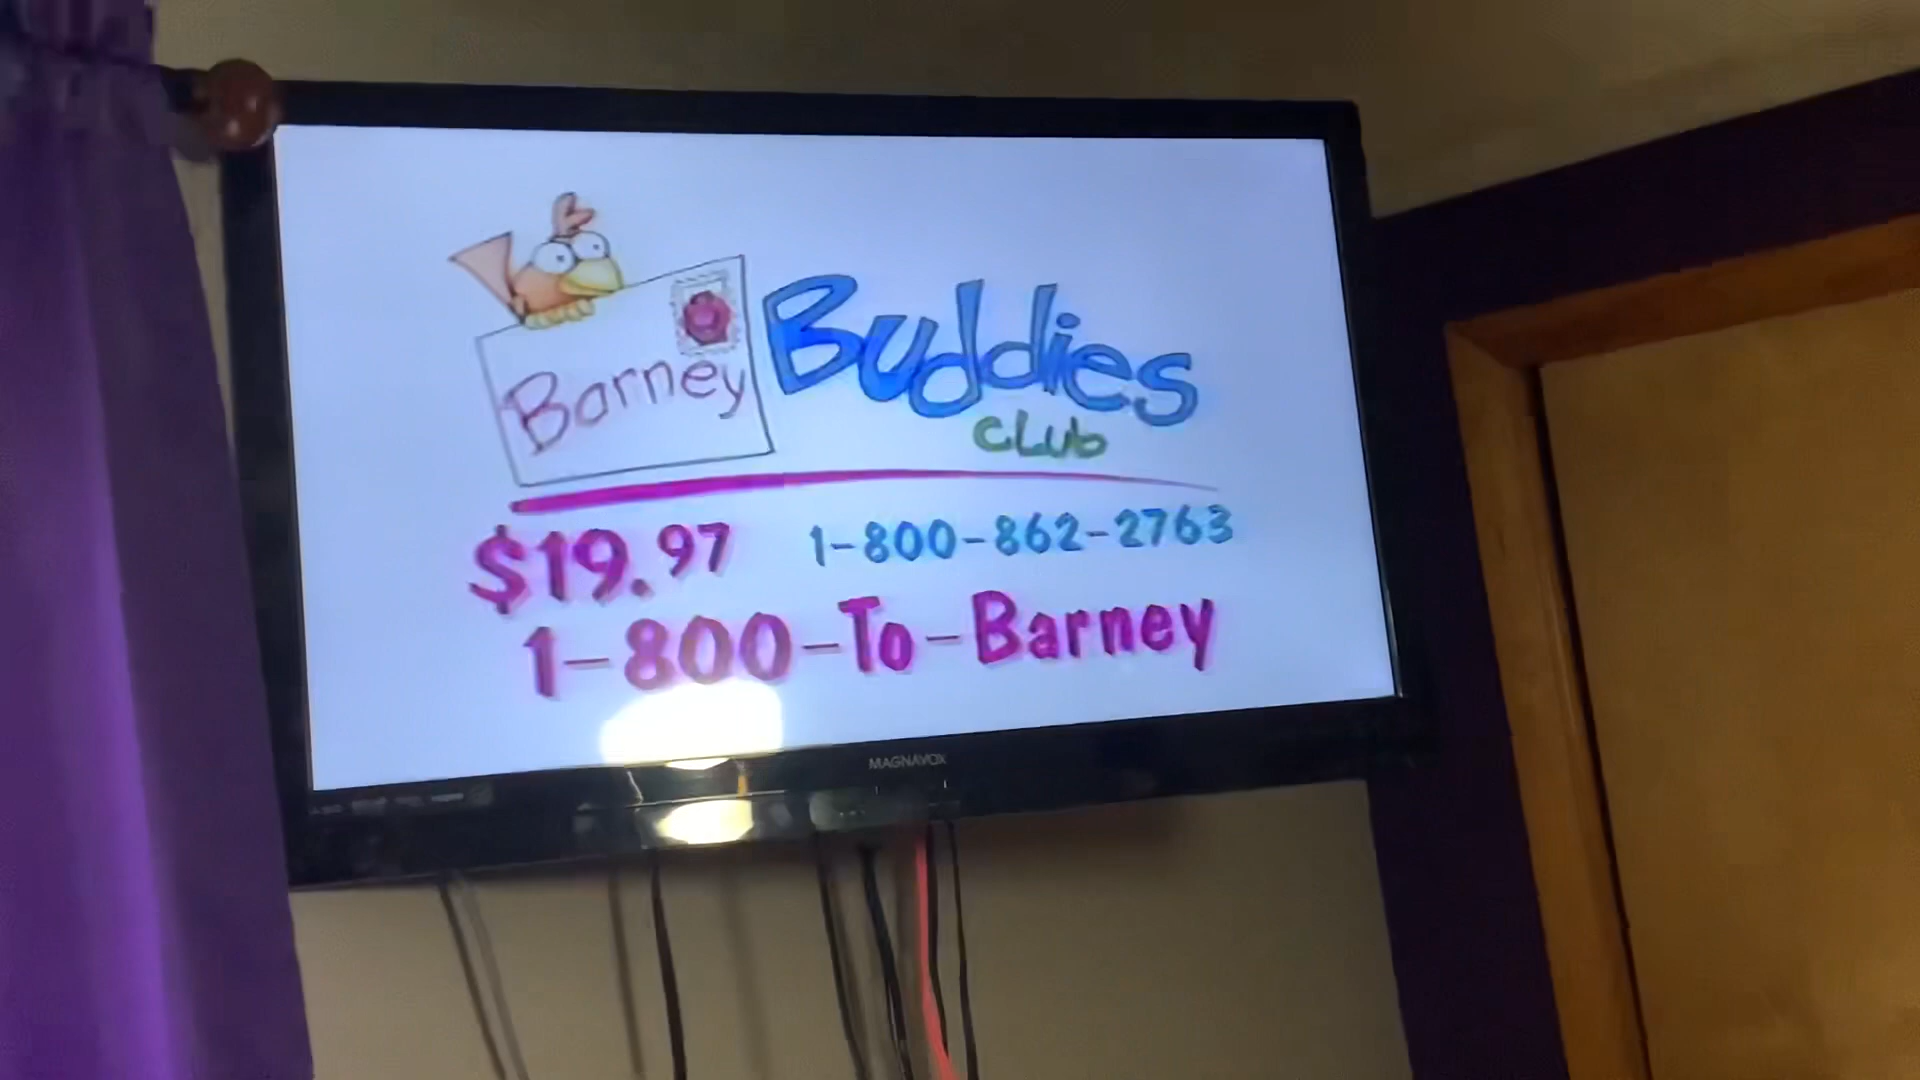 Barney
Buddies
CLub
$19.97
1-800-862-2763
1-800-To-Barney
MAGNAVOX